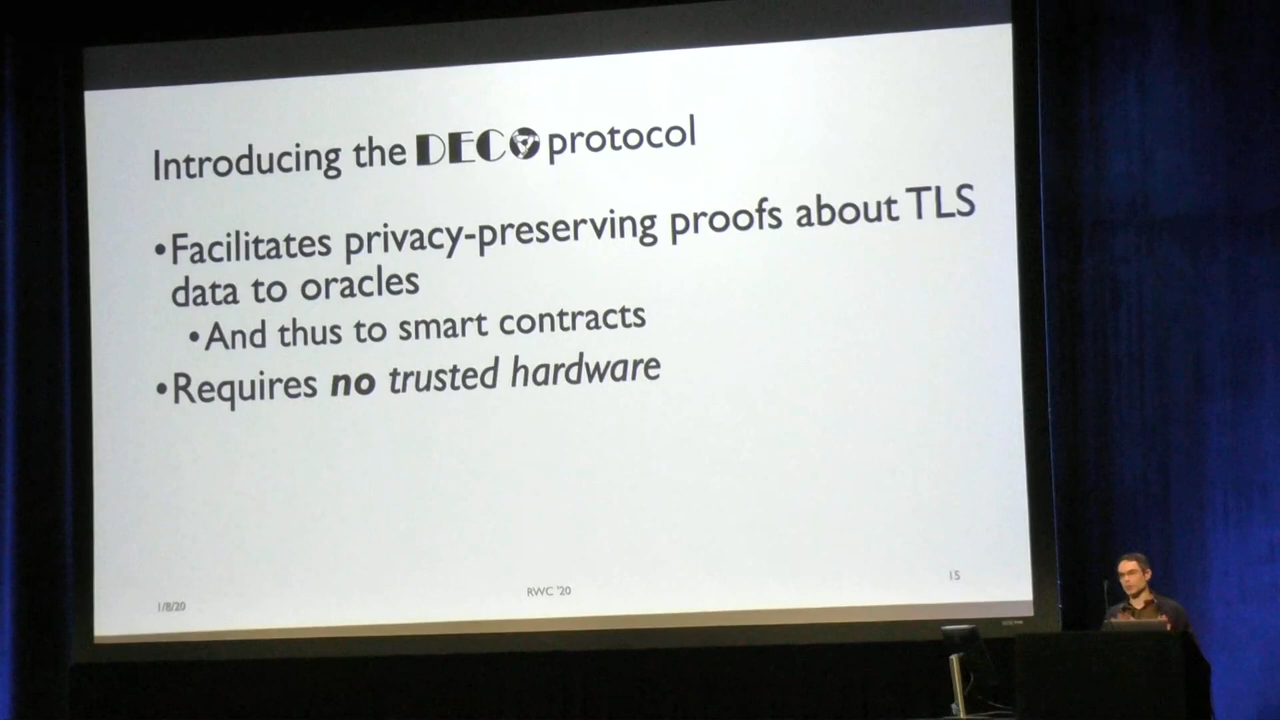 Introducing the DECO protocol
•Facilitates privacy-preserving proofs about TLS
data to oracles
•And thus to smart contracts
•Requires no trusted hardware
1/8/20
RWC '20
15